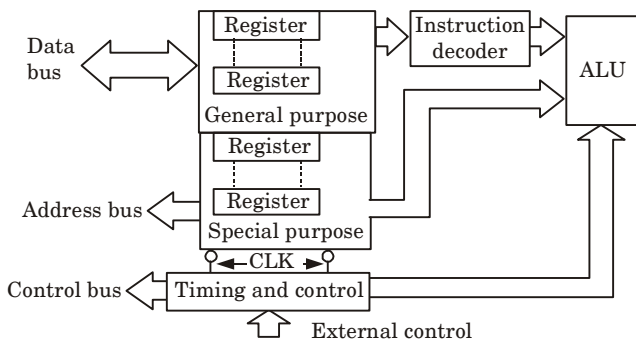 Data
bus
Register
Register
General purpose
Instruction
decoder
ALU
Register
Register
Special purpose
Address bus
CLK
Control bus
Timing and control
External control